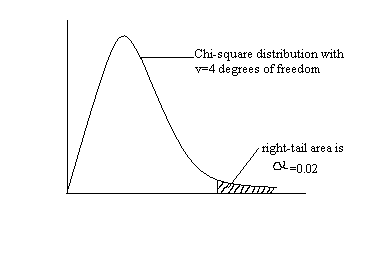 Chi-square distribution with
v=4 degrees of freedom
right-tail area is
α=0.02